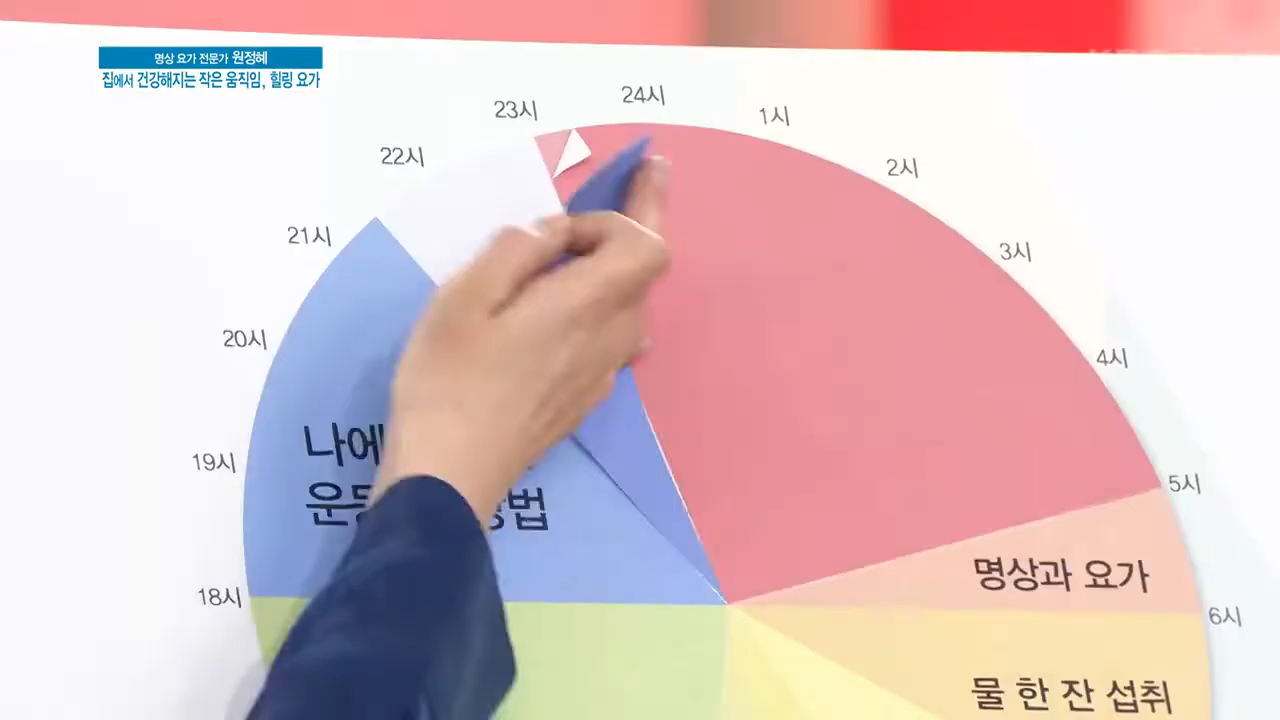 명상 요가 전문가 원정혜
집에서 건강해지는 작은 움직임, 힐링 요가
24시
23시
1시
22시
2시
21시
3시
20시
4시
나에
19시
5시
법
명상과 요가
18시
6시
물 한 잔 섭취